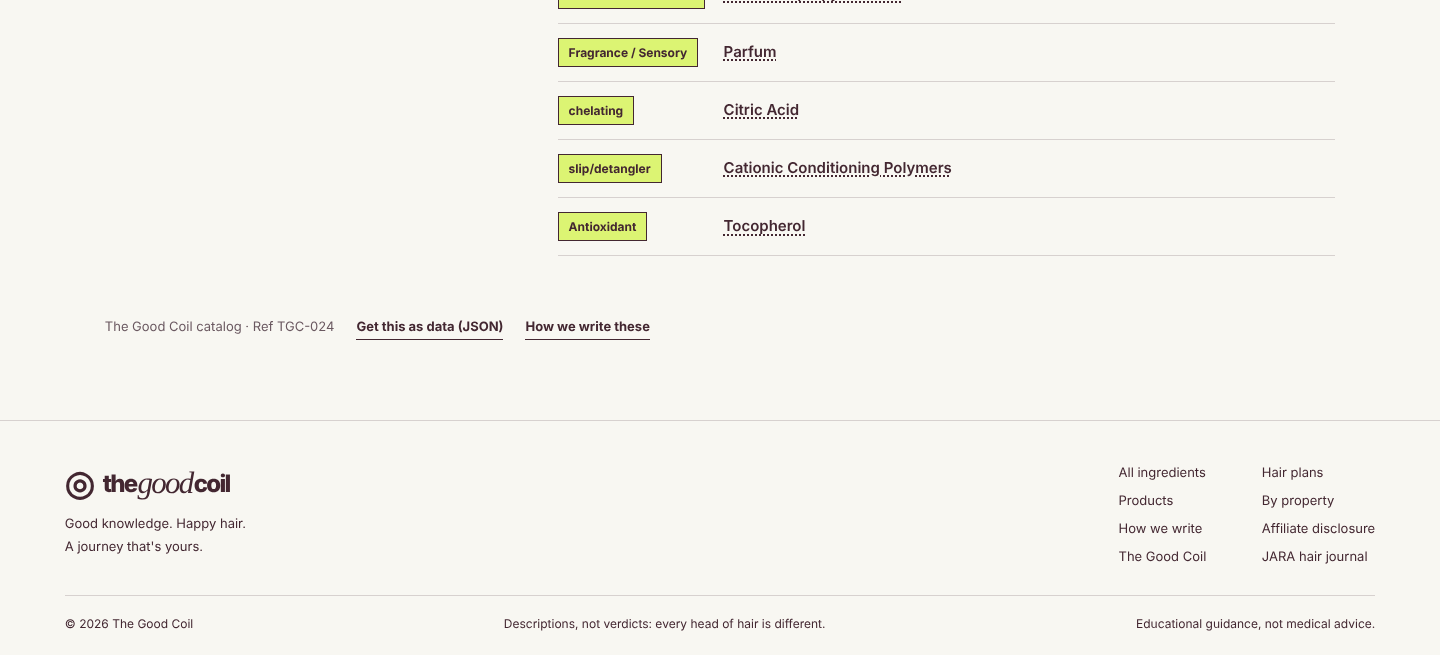 Fragrance / Sensory Parfum
chelating Citric Acid
slip/detangler Cationic Conditioning Polymers
Antioxidant Tocopherol
The Good Coil catalog · Ref TGC-024 Get this as data (JSON) How we write these
thegoodcoil
Good knowledge. Happy hair.
A journey that's yours.
All ingredients
Products
How we write
The Good Coil
Hair plans
By property
Affiliate disclosure
JARA hair journal
© 2026 The Good Coil
Descriptions, not verdicts: every head of hair is different.
Educational guidance, not medical advice.